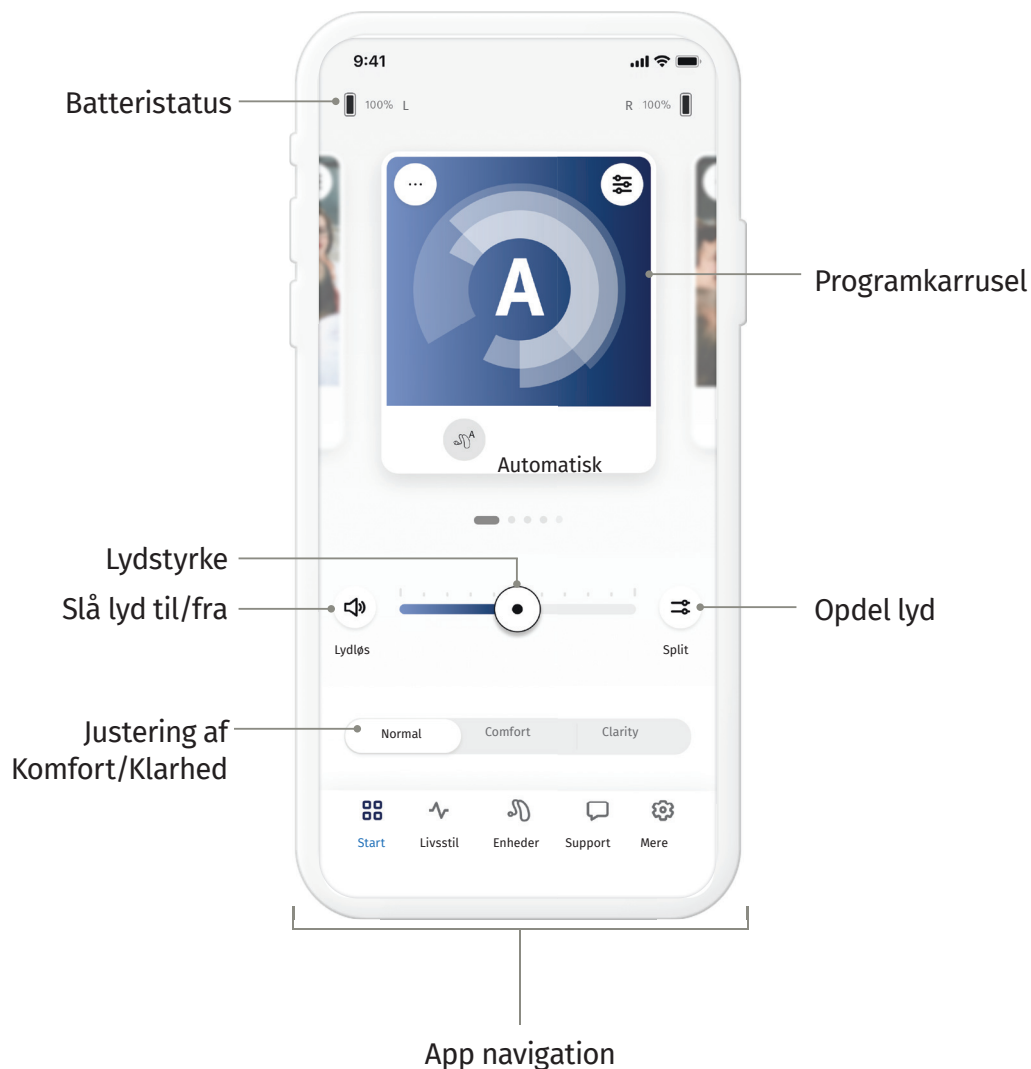 9:41
Batteristatus
100% L
R 100%
...
A
Programkarrusel
A
Automatisk
Lydstyrke
Slå lyd til/fra
Opdel lyd
Lydløs
Split
Justering af
Komfort/Klarhed
Normal
Comfort
Clarity
Start
Livsstil
Enheder
Support
Mere
App navigation